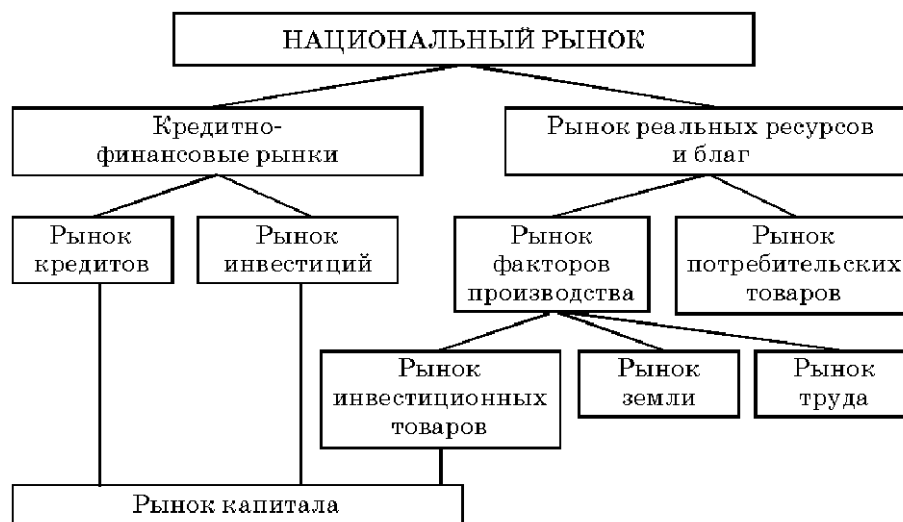 НАЦИОНАЛЬНЫЙ РЫНОК
Кредитно-
финансовые рынки
Рынок реальных ресурсов
и благ
Рынок
кредитов
Рынок
инвестиций
Рынок
факторов
производства
Рынок
потребительских
товаров
Рынок
инвестиционных
товаров
Рынок
земли
Рынок
труда
Рынок капитала